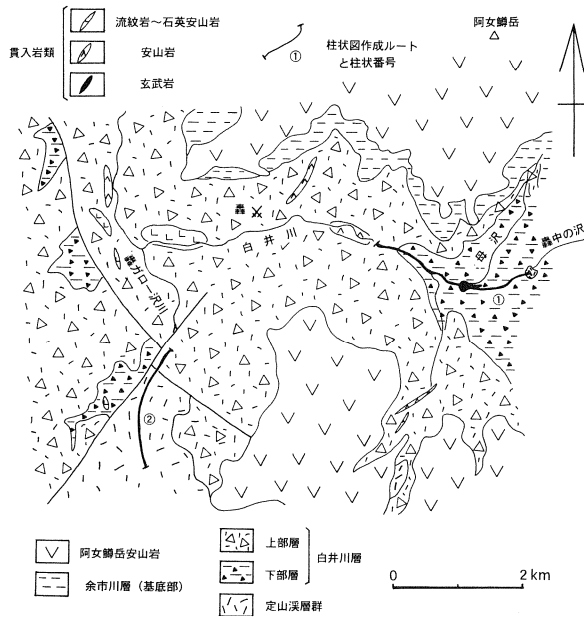 貫入岩類
流紋岩～石英安山岩
安山岩
玄武岩
①
柱状図作成ルート
と柱状番号
阿女鱒岳
轟
白井川
母沢
轟中の沢
①
轟ガロー沢川
②
阿女鱒岳安山岩
余市川層（基底部）
上部層
下部層
白井川層
定山渓層群
0
2 km